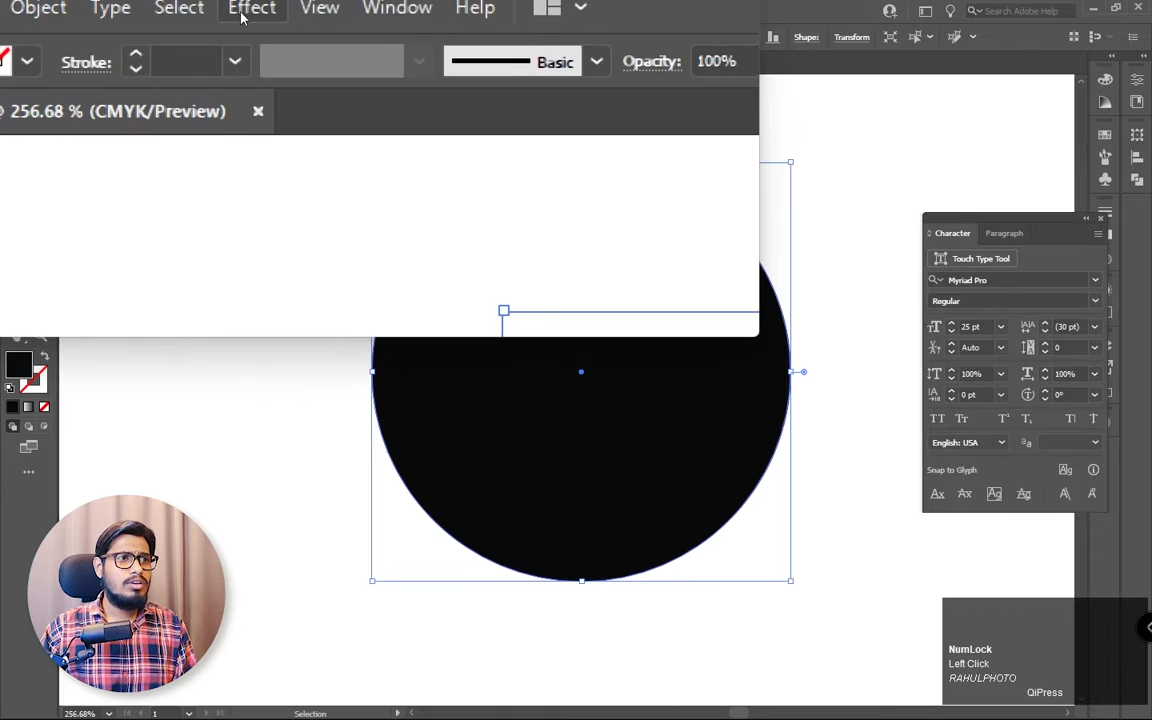 Object Type Select Effect View Window Help
Search Adobe Help
Stroke: Basic Opacity: 100%
Shape: Transform
256.68 % (CMYK/Preview)
Character Paragraph
Touch Type Tool
Myriad Pro
Regular
25 pt (30 pt)
Auto 0
100% 100%
0 pt 0°
English: USA
Snap to Glyph
NumLock
Left Click
RAHULPHOTO
QiPress
256.68% 1 Selection